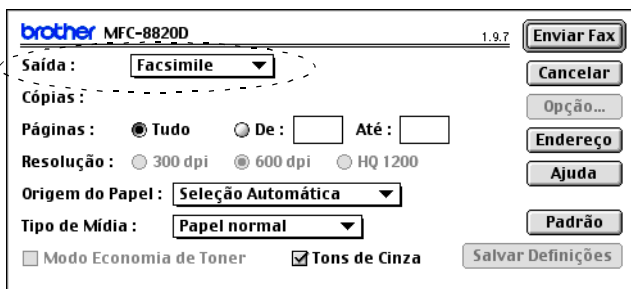 brother MFC-8820D 1.9.7 Enviar Fax
Saída : Facsimile Cancelar
Cópias : Opção...
Páginas : Tudo De : Até : Endereço
Resolução : 300 dpi 600 dpi HQ 1200 Ajuda
Origem do Papel : Seleção Automática
Tipo de Mídia : Papel normal Padrão
Modo Economia de Toner Tons de Cinza Salvar Definições